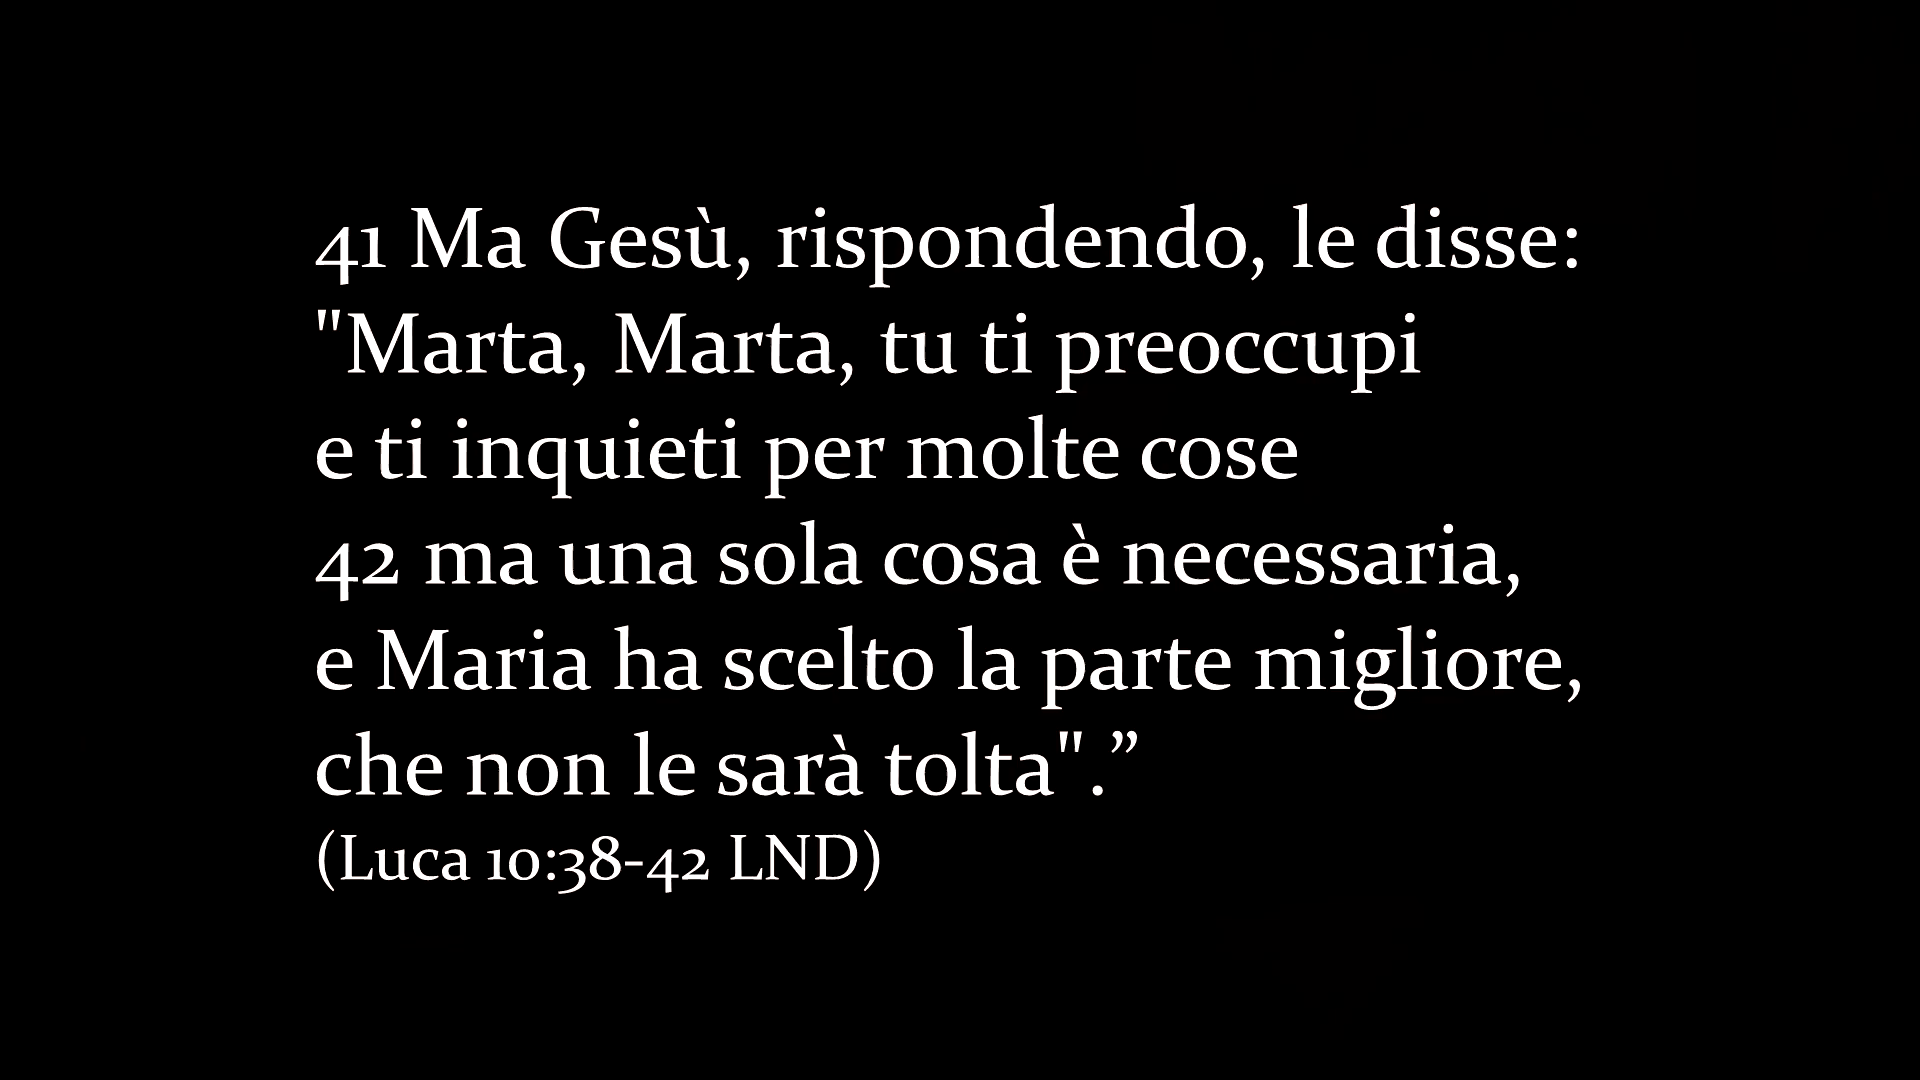 41 Ma Gesù, rispondendo, le disse:
"Marta, Marta, tu ti preoccupi
e ti inquieti per molte cose
42 ma una sola cosa è necessaria,
e Maria ha scelto la parte migliore,
che non le sarà tolta".”
(Luca 10:38-42 LND)